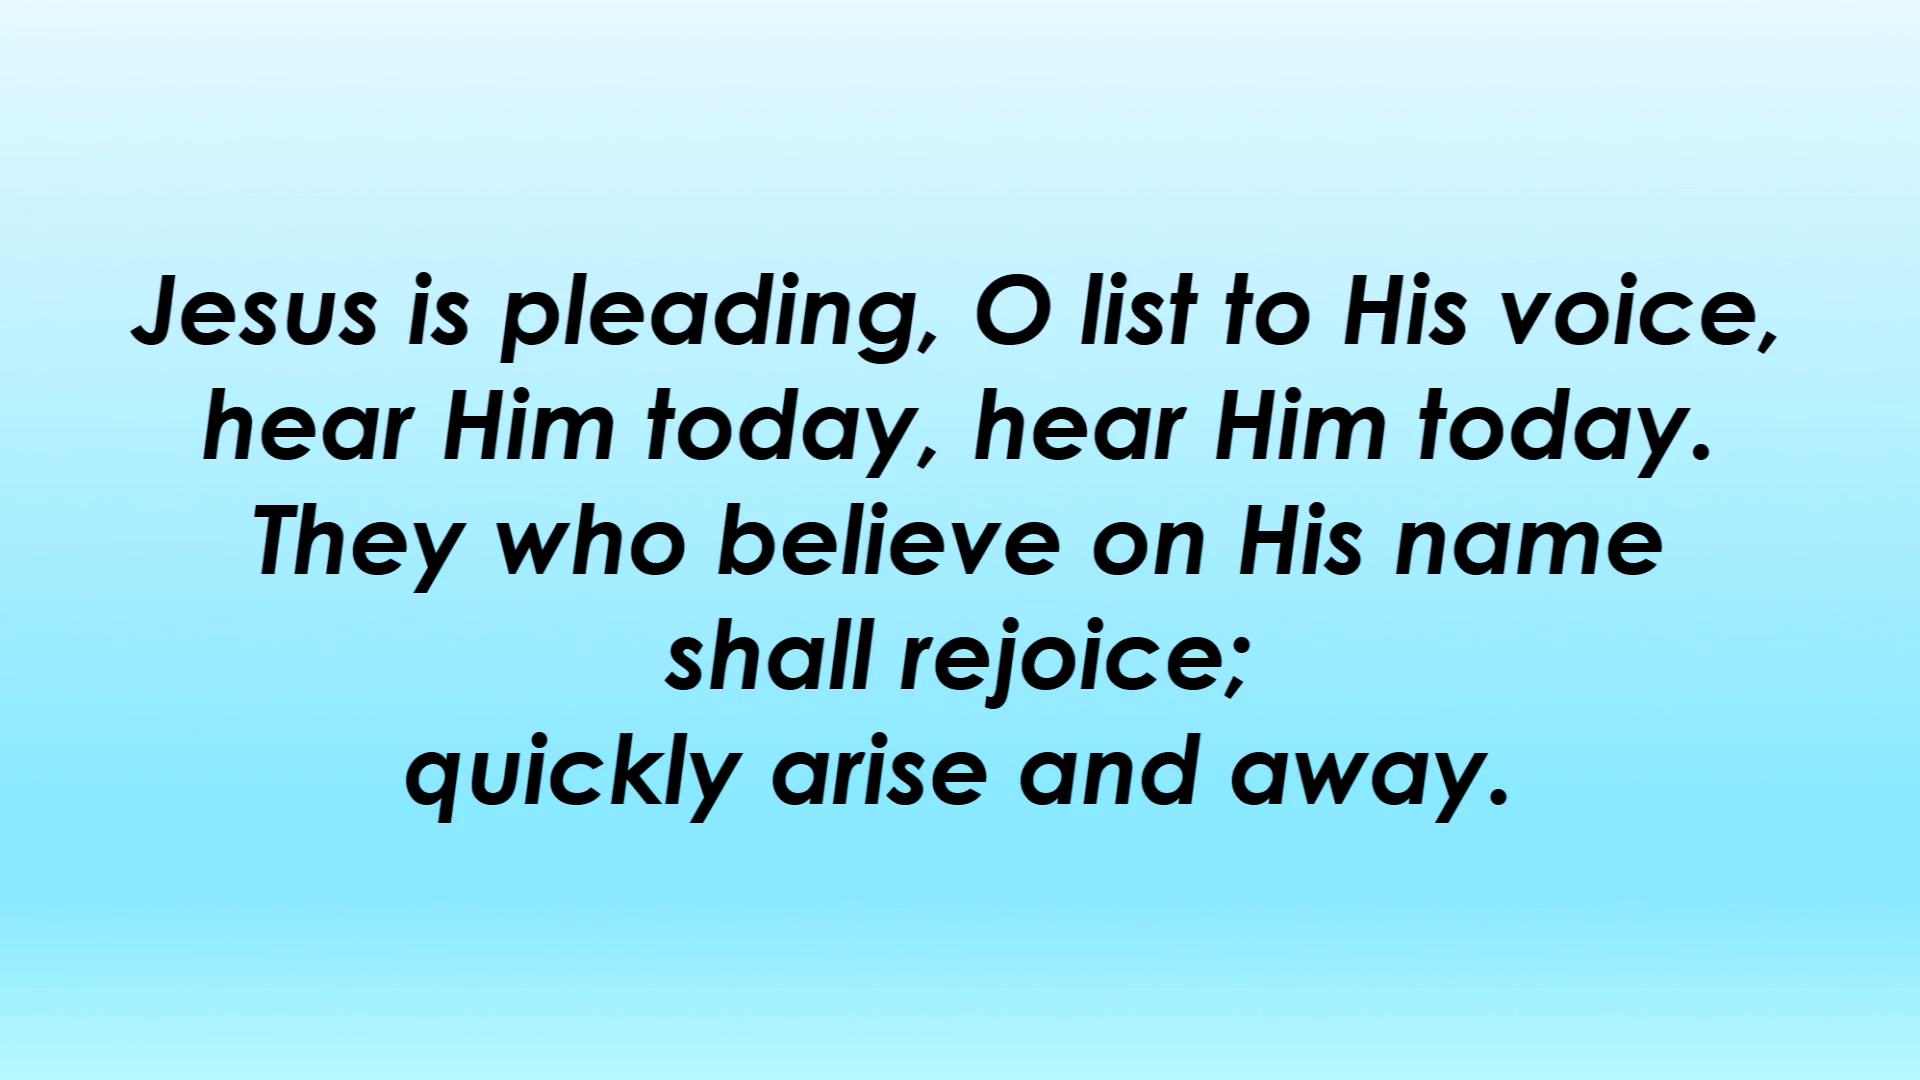 Jesus is pleading, O list to His voice,
hear Him today, hear Him today.
They who believe on His name
shall rejoice;
quickly arise and away.